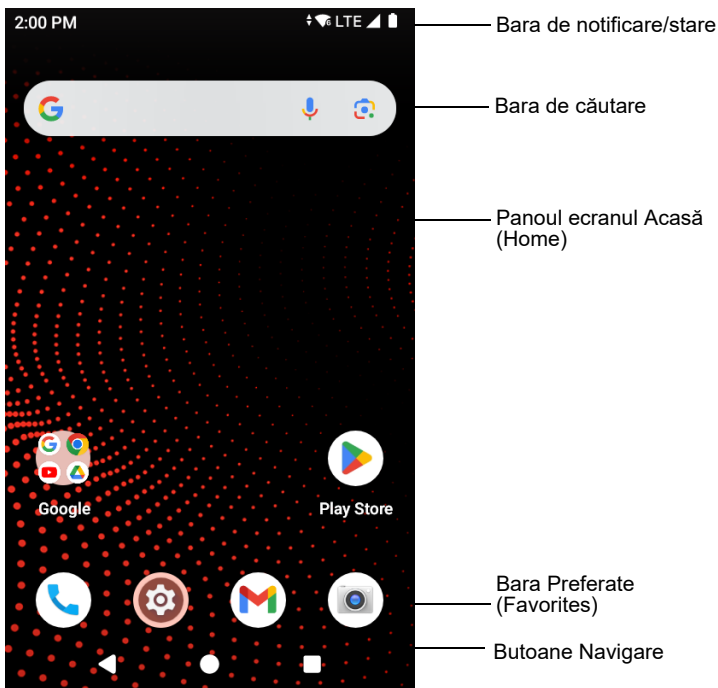 2:00 PM
6 LTE
Bara de notificare/stare
Bara de căutare
Panoul ecranul Acasă
(Home)
Google
Play Store
Bara Preferate
(Favorites)
Butoane Navigare